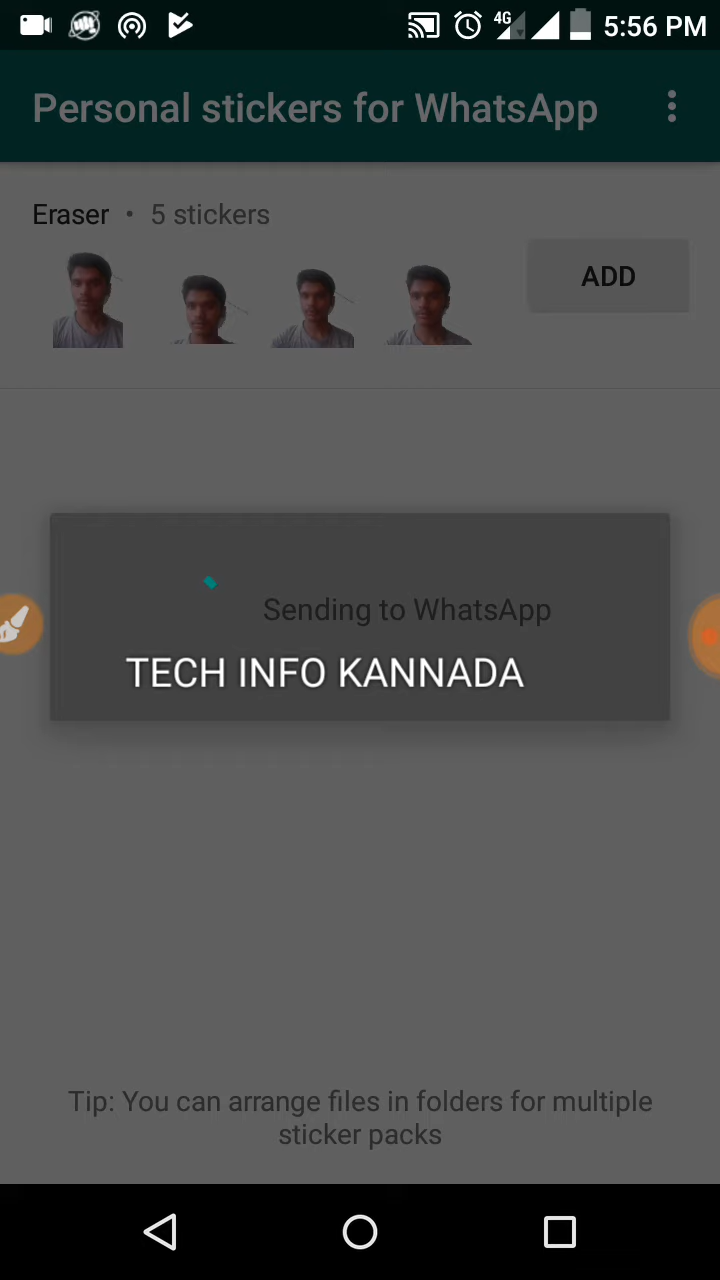 4G 5:56 PM
Personal stickers for WhatsApp
Eraser • 5 stickers
ADD
Sending to WhatsApp
TECH INFO KANNADA
Tip: You can arrange files in folders for multiple
sticker packs